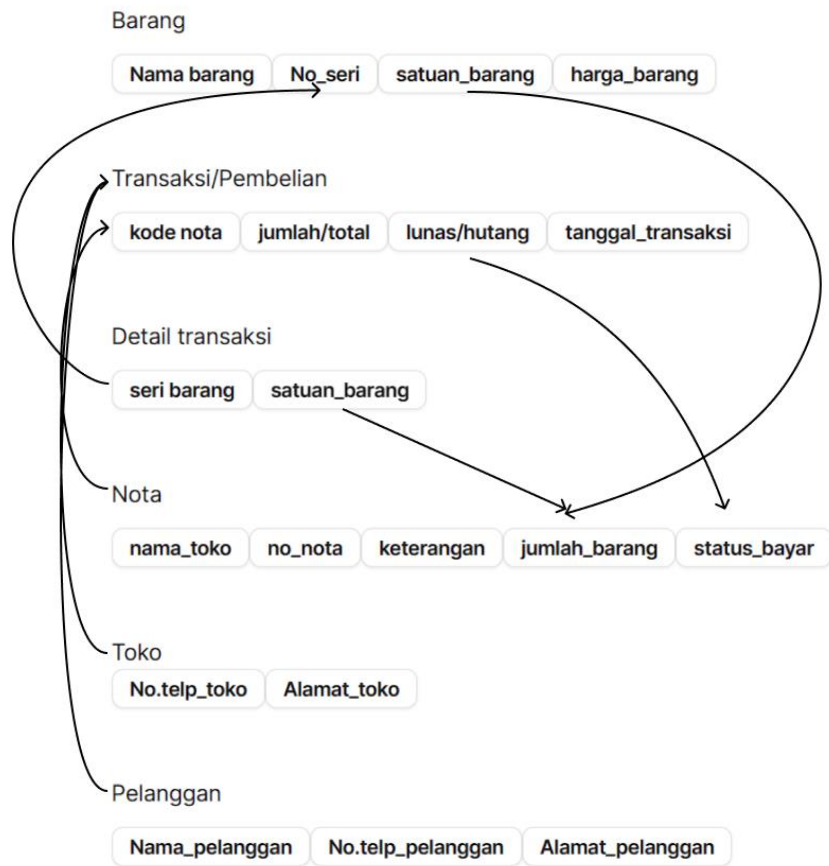 Barang
Nama barang No_seri satuan_barang harga_barang
Transaksi/Pembelian
kode nota jumlah/total lunas/hutang tanggal_transaksi
Detail transaksi
seri barang satuan_barang
Nota
nama_toko no_nota keterangan jumlah_barang status_bayar
Toko
No.telp_toko Alamat_toko
Pelanggan
Nama_pelanggan No.telp_pelanggan Alamat_pelanggan